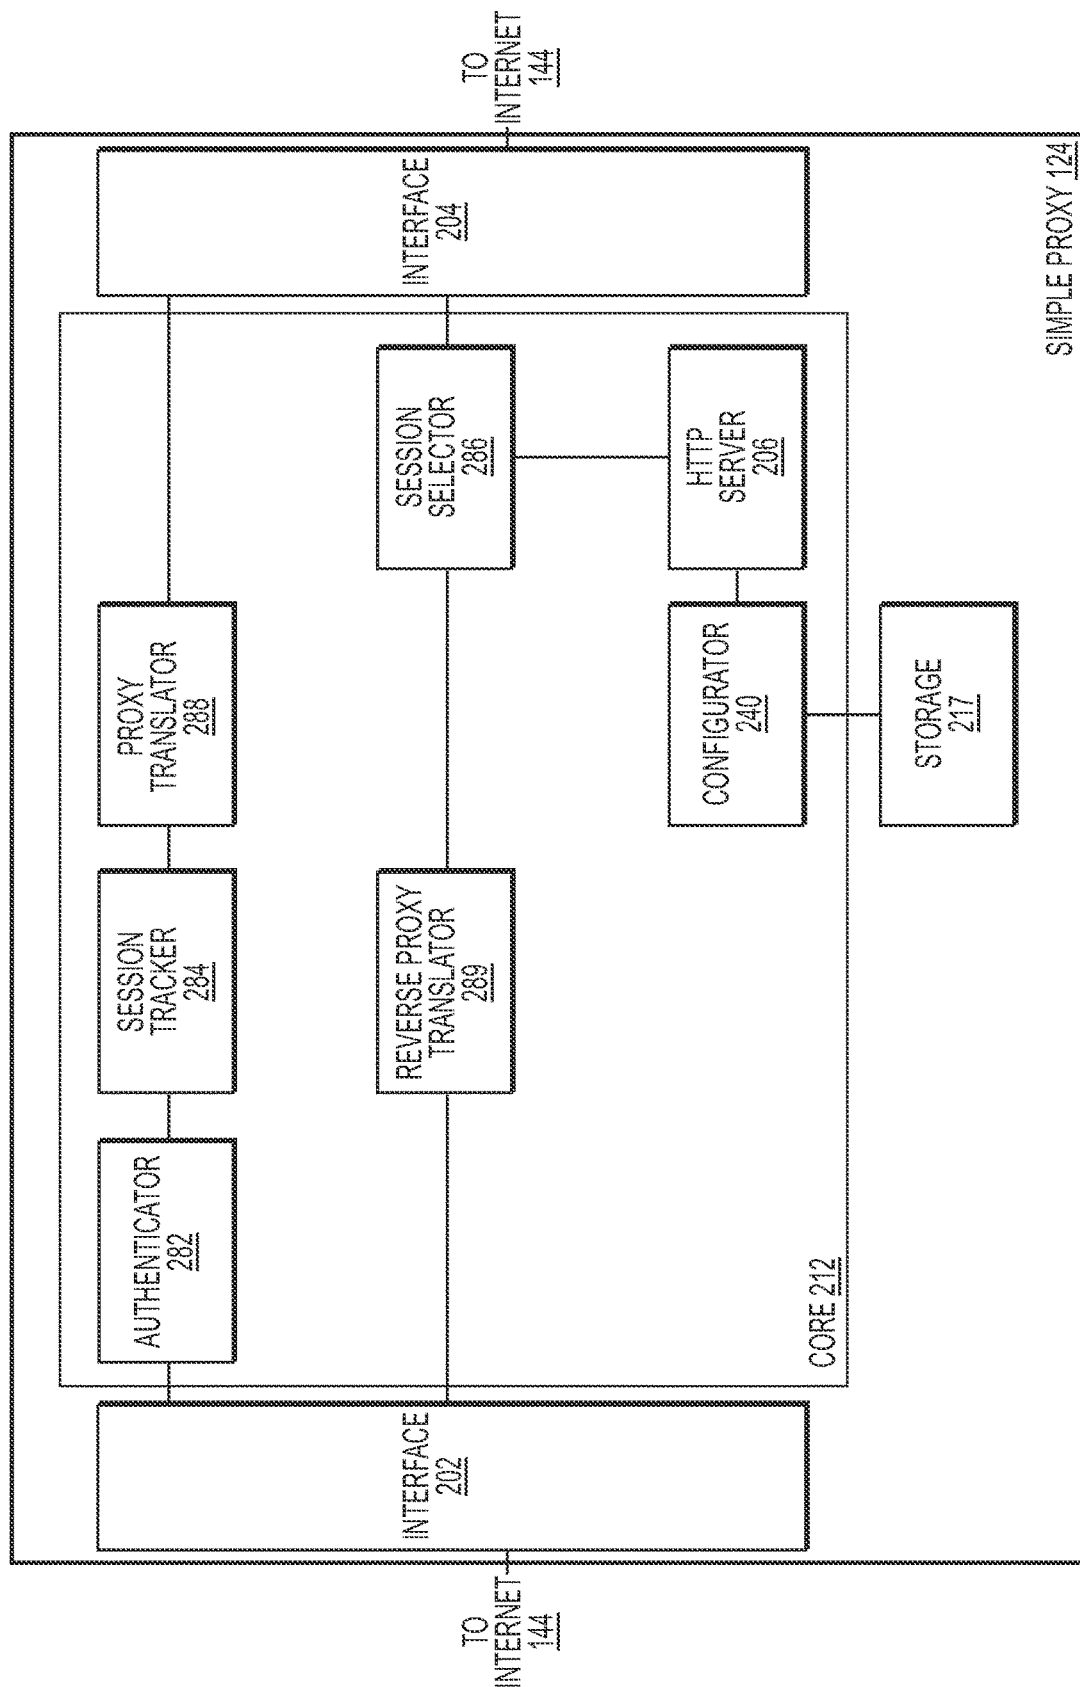 TO
INTERNET
144
INTERFACE
202
AUTHENTICATOR
282
SESSION
TRACKER
284
PROXY
TRANSLATOR
288
REVERSE PROXY
TRANSLATOR
289
SESSION
SELECTOR
286
CONFIGURATOR
240
HTTP
SERVER
206
CORE 212
STORAGE
217
INTERFACE
204
TO
INTERNET
144
SIMPLE PROXY 124